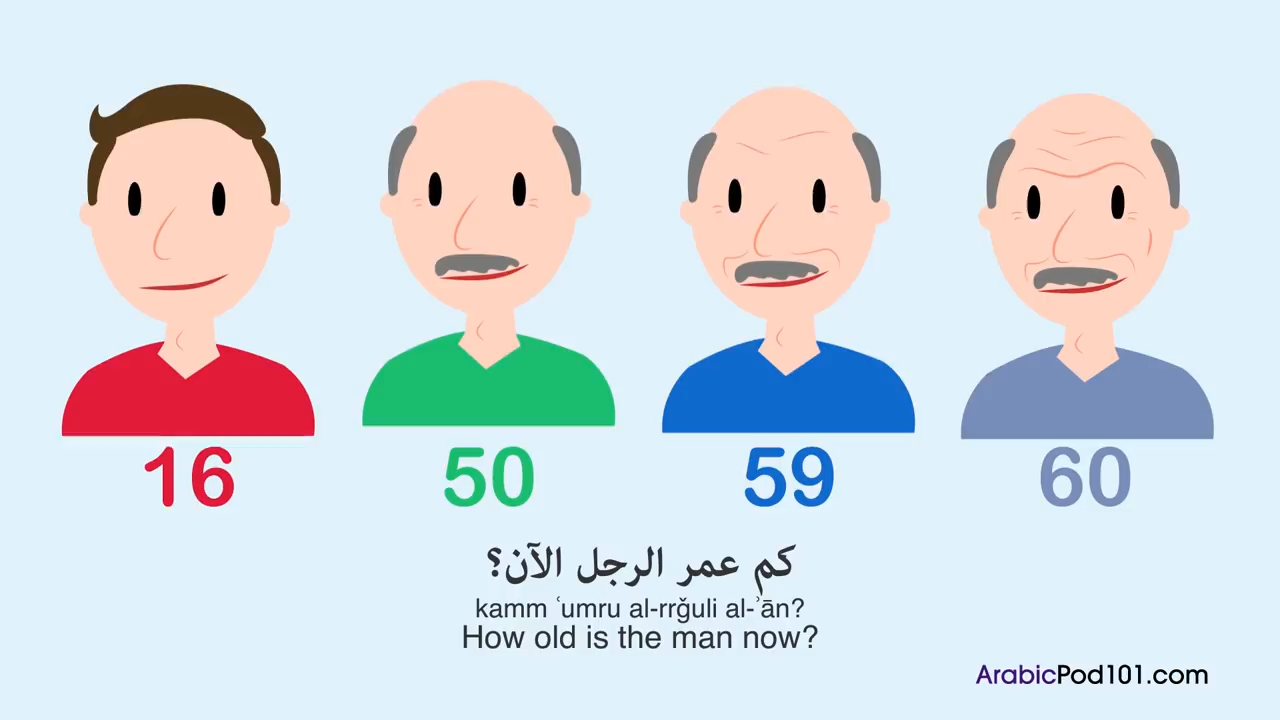 16
50
59
60
كم عمر الرجل الآن؟
kamm ʿumru al-rrǧuli al-ʾān?
How old is the man now?
ArabicPod101.com